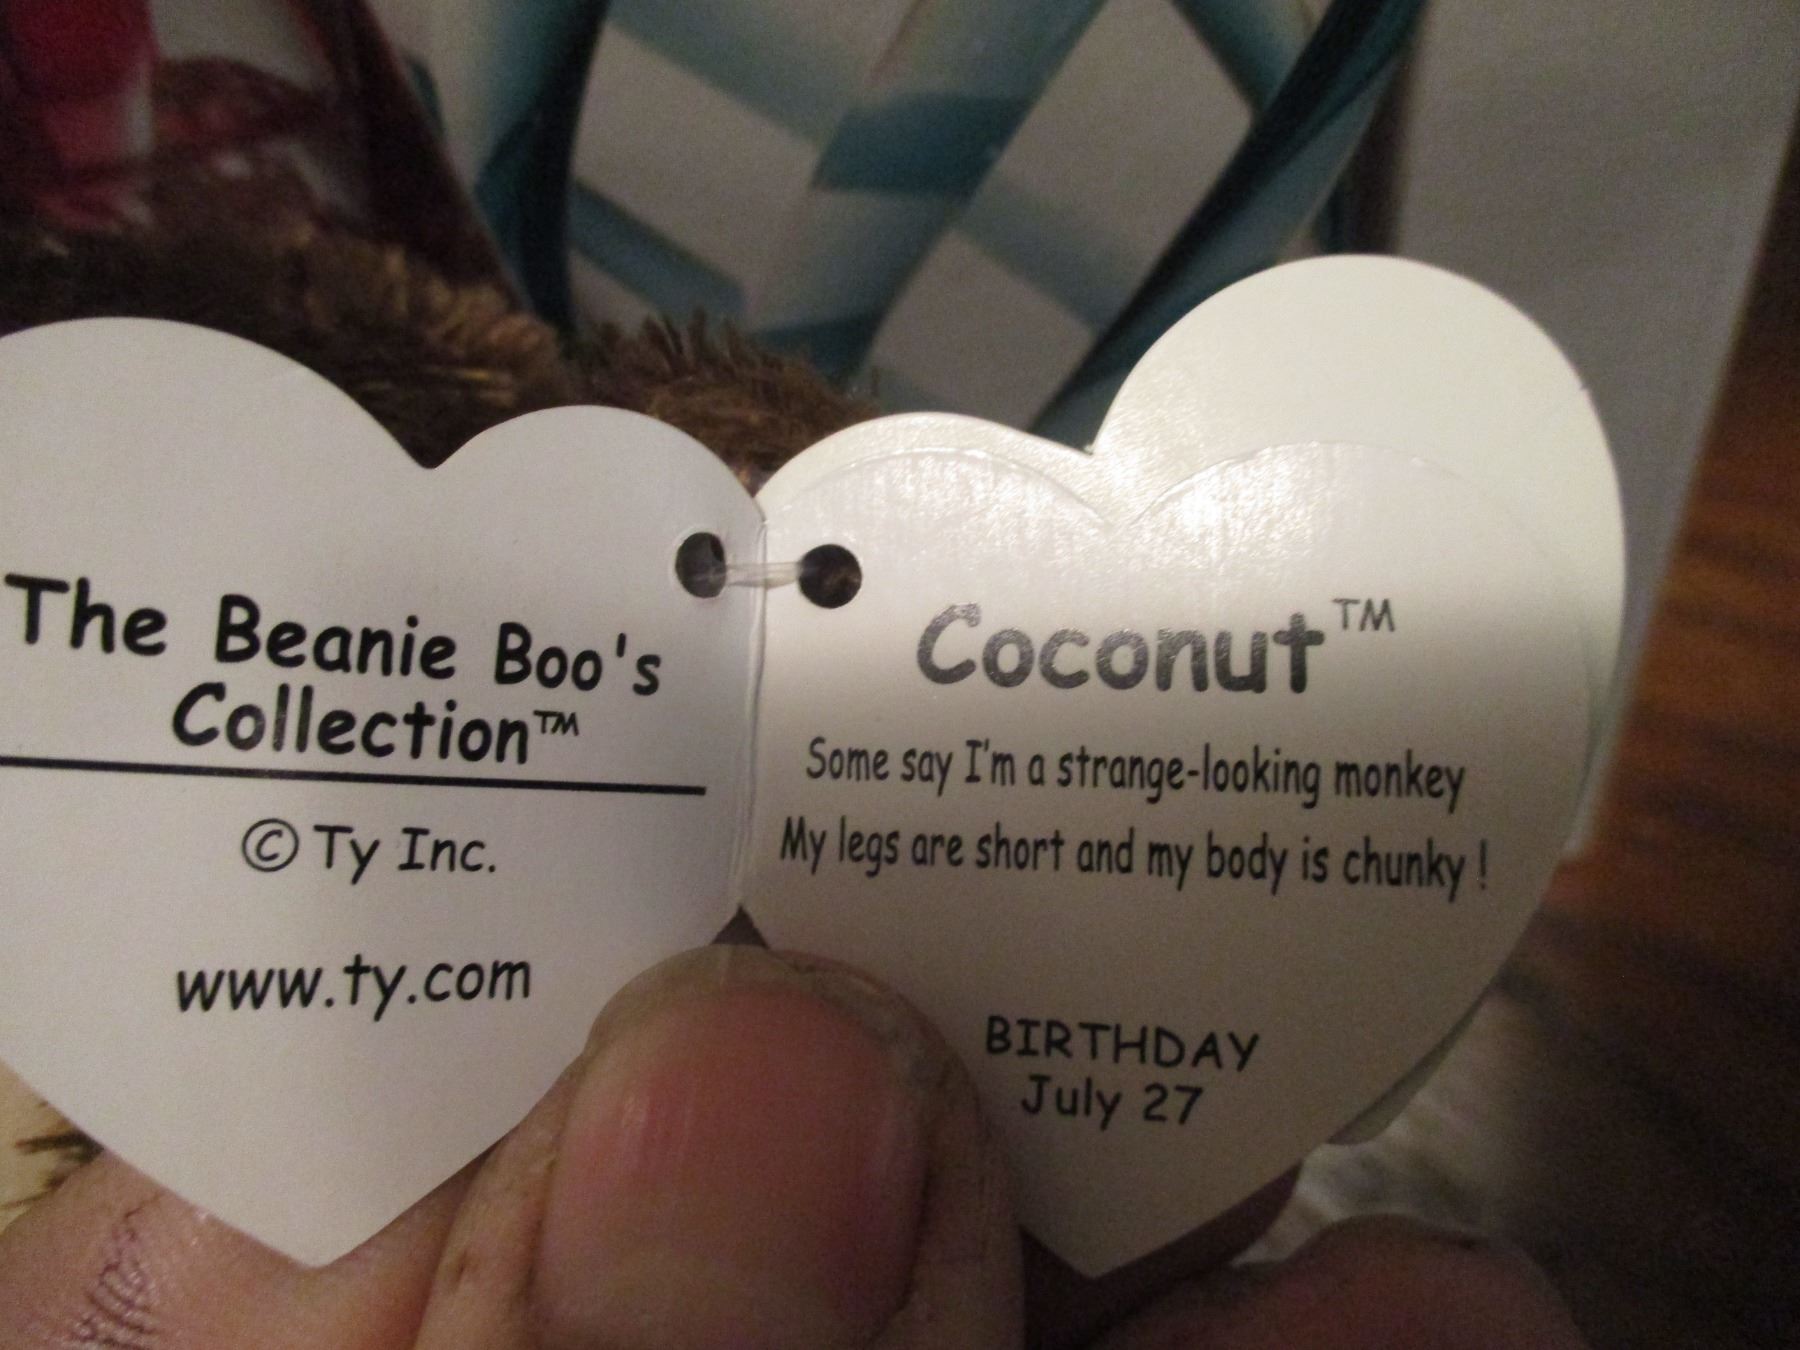 The Beanie Boo's
Collection™
© Ty Inc.
www.ty.com
Coconut™
Some say I'm a strange-looking monkey
My legs are short and my body is chunky !
BIRTHDAY
July 27